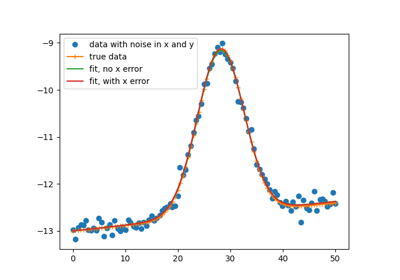 data with noise in x and y
true data
fit, no x error
fit, with x error
−9
−10
−11
−12
−13
0 10 20 30 40 50